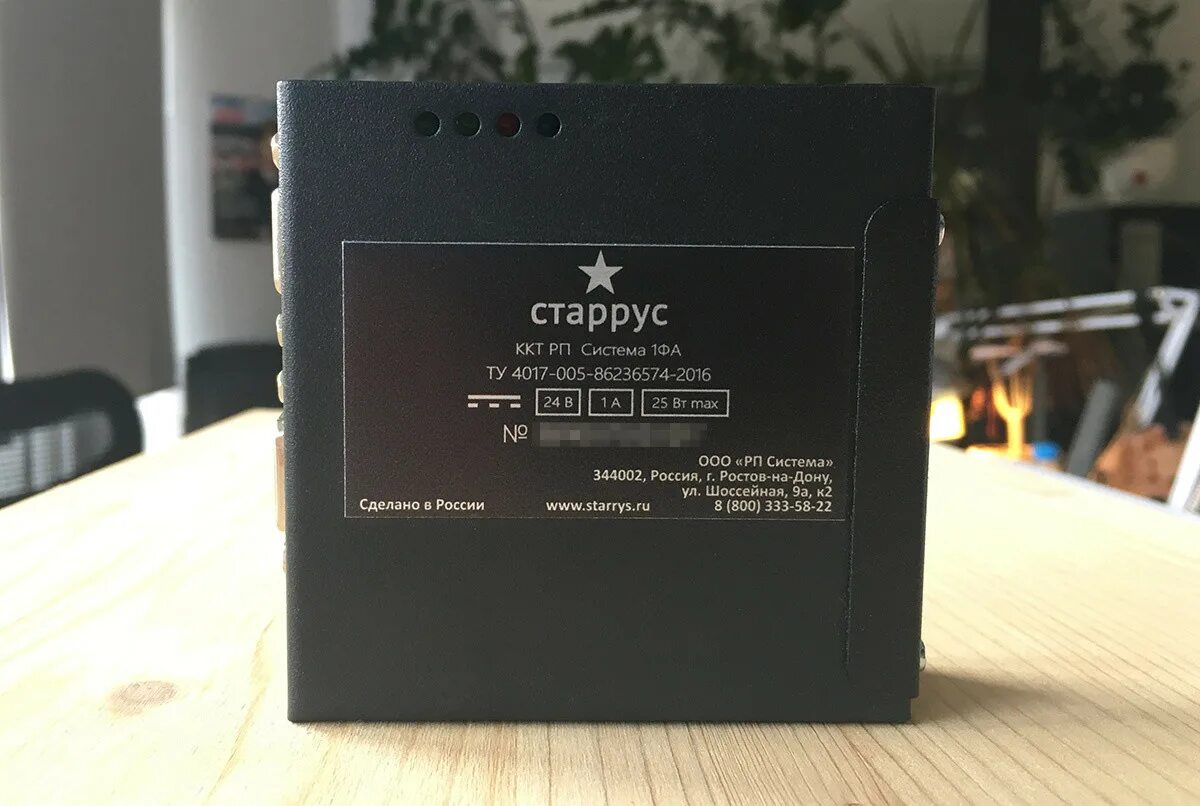 старрус
ККТ РП Система 1ФА
ТУ 4017-005-86236574-2016
24 В 1 А 25 Вт max
№
ООО «РП Система»
344002, Россия, г. Ростов-на-Дону,
ул. Шоссейная, 9а, к2
Сделано в России www.starrys.ru 8 (800) 333-58-22